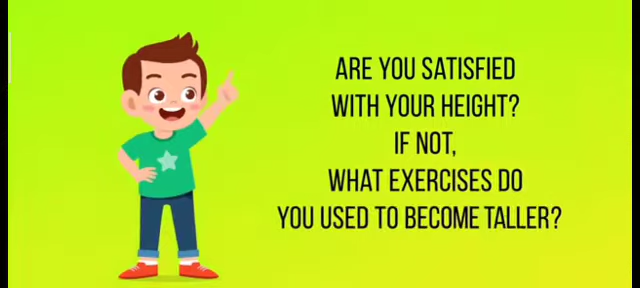 ARE YOU SATISFIED
WITH YOUR HEIGHT?
IF NOT,
WHAT EXERCISES DO
YOU USED TO BECOME TALLER?